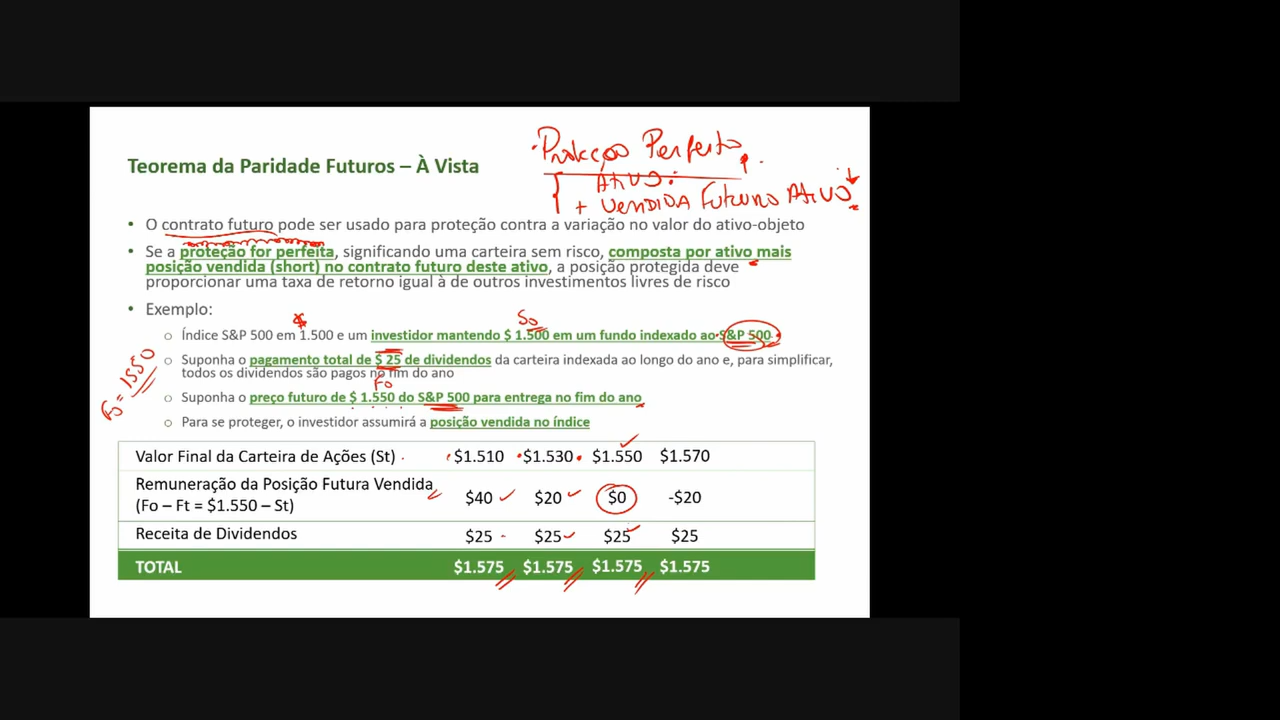 Proteção Perfeita
Ativo
+ VENDIDA Futuro Ativo
Teorema da Paridade Futuros – À Vista
• O contrato futuro pode ser usado para proteção contra a variação no valor do ativo-objeto
• Se a proteção for perfeita, significando uma carteira sem risco, composta por ativo mais
posição vendida (short) no contrato futuro deste ativo, a posição protegida deve
proporcionar uma taxa de retorno igual à de outros investimentos livres de risco
• Exemplo:
$ So
○ Índice S&P 500 em 1.500 e um investidor mantendo $ 1.500 em um fundo indexado ao S&P 500
○ Suponha o pagamento total de $ 25 de dividendos da carteira indexada ao longo do ano e, para simplificar,
todos os dividendos são pagos no fim do ano
Fo
Fo = 1550
○ Suponha o preço futuro de $ 1.550 do S&P 500 para entrega no fim do ano
○ Para se proteger, o investidor assumirá a posição vendida no índice
Valor Final da Carteira de Ações (St) $1.510 $1.530 $1.550 $1.570
Remuneração da Posição Futura Vendida
(Fo – Ft = $1.550 – St) $40 $20 $0 -$20
Receita de Dividendos $25 $25 $25 $25
TOTAL $1.575 $1.575 $1.575 $1.575